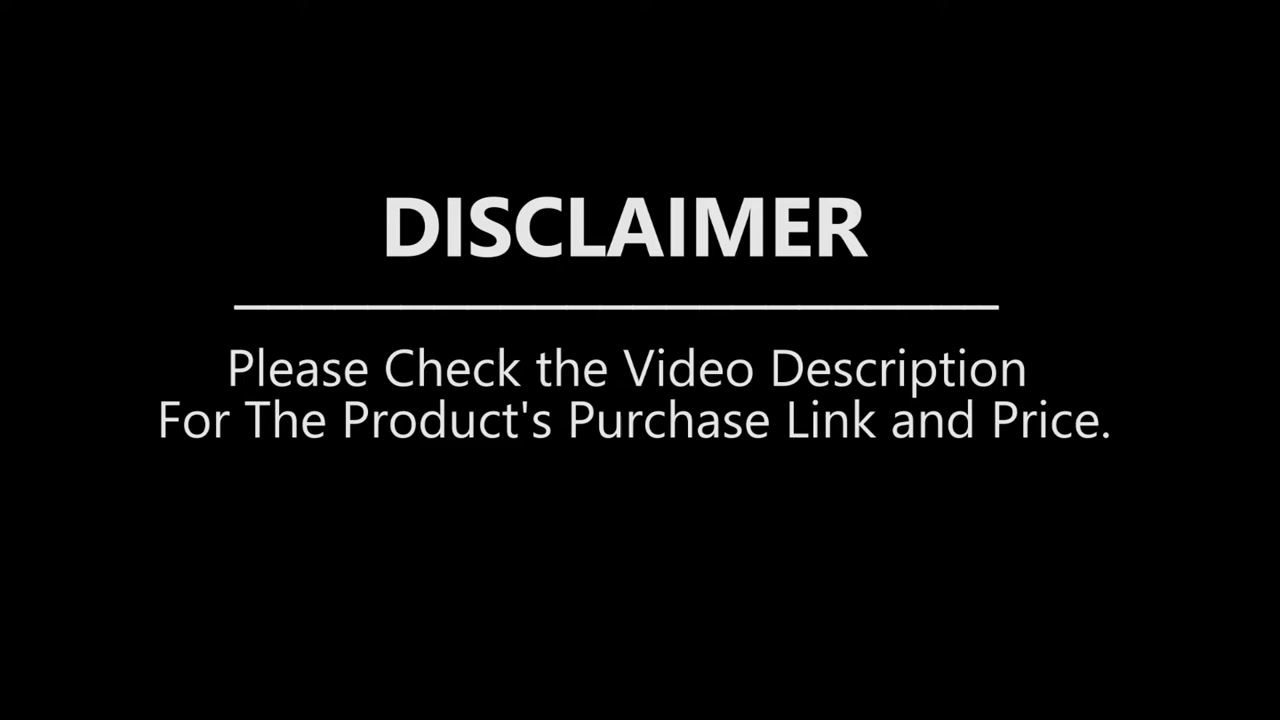 DISCLAIMER
Please Check the Video Description
For The Product's Purchase Link and Price.